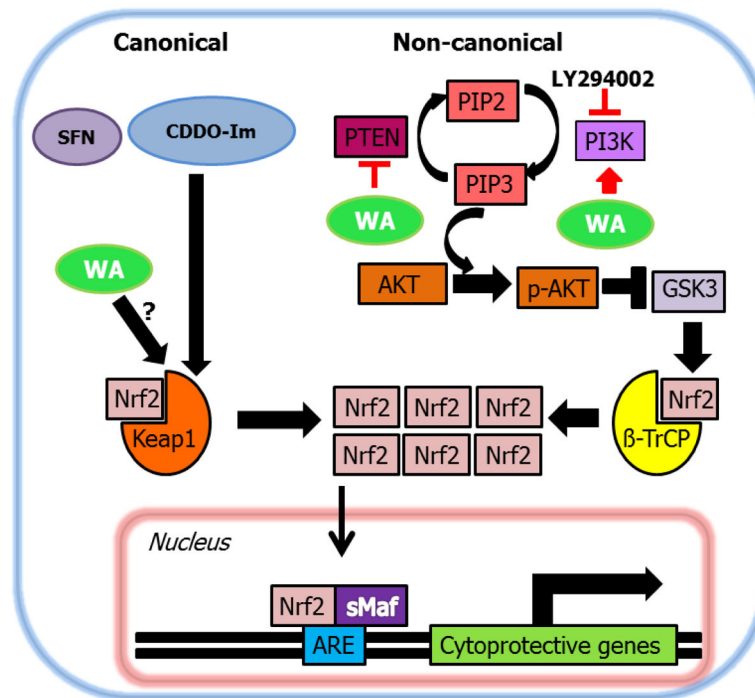 Canonical
Non-canonical
LY294002
SFN
CDDO-Im
PIP2
PTEN
PI3K
PIP3
WA
WA
WA
?
AKT
p-AKT
GSK3
Nrf2
Keap1
Nrf2 Nrf2 Nrf2
Nrf2 Nrf2 Nrf2
Nrf2
ß-TrCP
Nucleus
Nrf2 sMaf
ARE
Cytoprotective genes